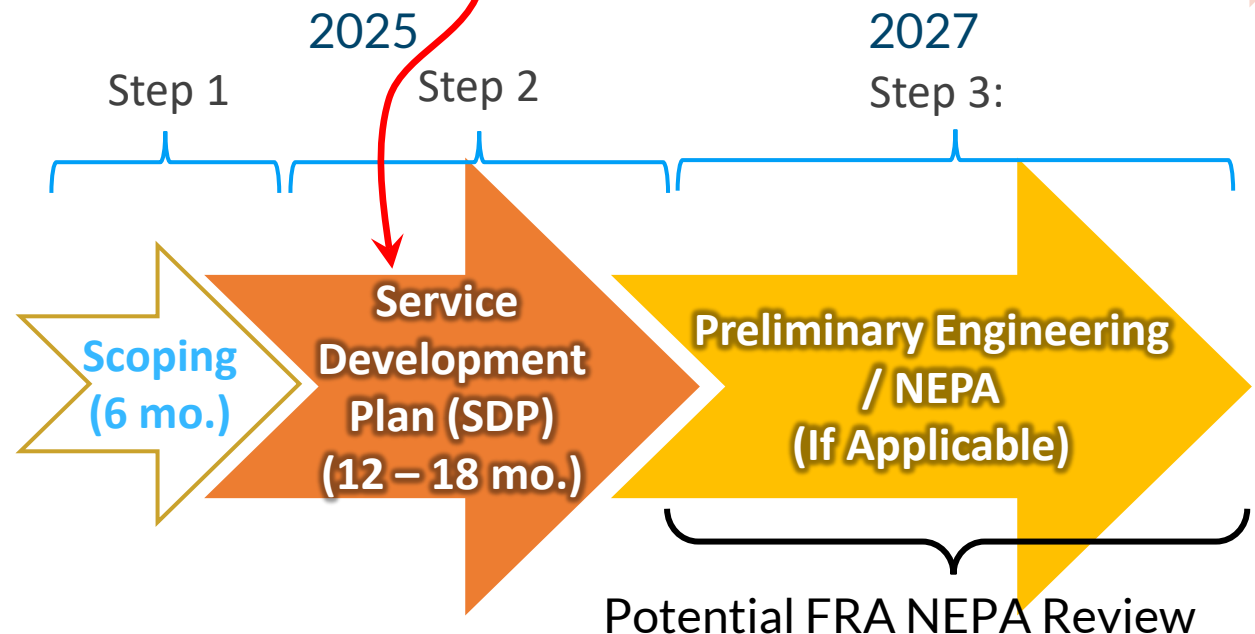 2025
2027
Step 1
Step 2
Step 3:
Scoping
(6 mo.)
Service
Development
Plan (SDP)
(12 – 18 mo.)
Preliminary Engineering
/ NEPA
(If Applicable)
Potential FRA NEPA Review